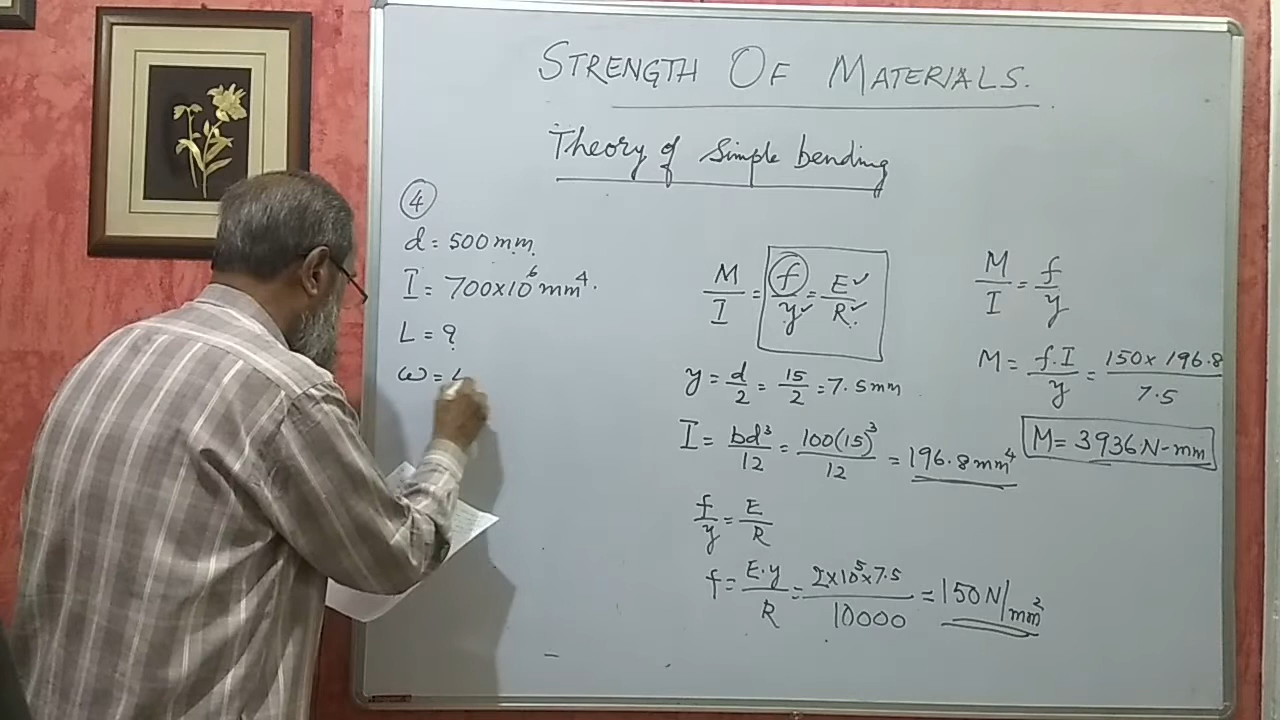 STRENGTH OF MATERIALS.
Theory of simple bending
④
d = 500 mm.
I = 700×10⁶ mm⁴.
L = ?
ω =
M/I = f/y = E/R
y = d/2 = 15/2 = 7.5 mm
I = bd³/12 = 100(15)³/12 = 196.8 mm⁴
f/y = E/R
f = E.y/R = 2×10⁵×7.5/10000 = 150 N/mm²
M/I = f/y
M = f.I/y = 150 × 196.8/7.5
M = 3936 N-mm